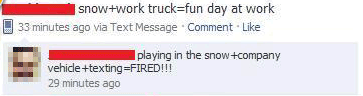 snow+work truck=fun day at work
33 minutes ago via Text Message · Comment · Like
playing in the snow+company
vehicle+texting=FIRED!!!
29 minutes ago